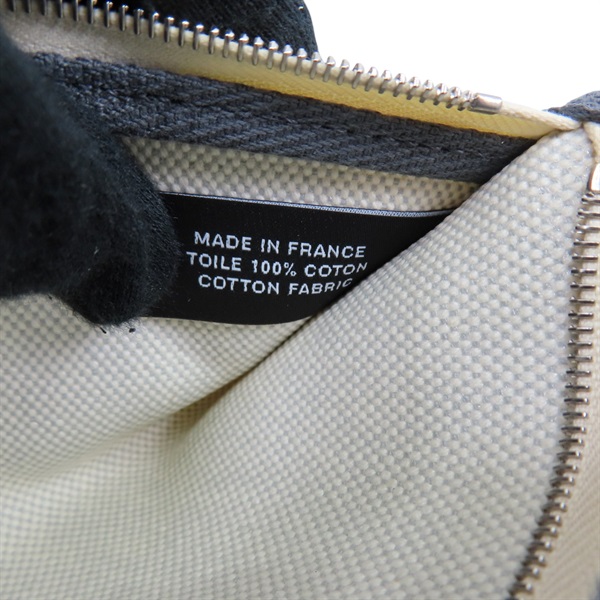 MADE IN FRANCE
TOILE 100% COTON
COTTON FABRIC